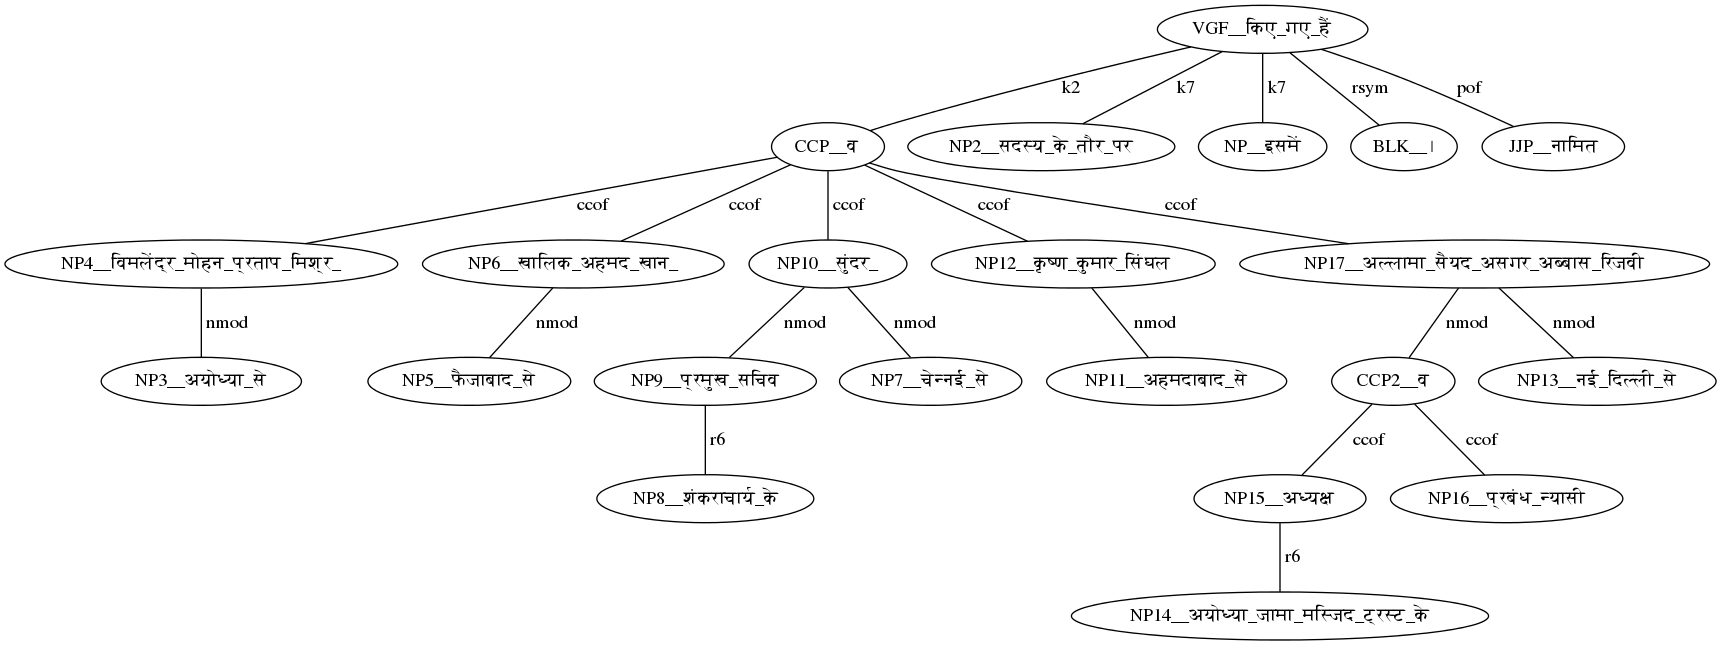 VGF__किए_गए_हैं
k2 k7 k7 rsym pof
CCP__व NP2__सदस्य_के_तौर_पर NP__इसमें BLK__। JJP__नामित
ccof ccof ccof ccof ccof
NP4__विमलेंद्र_मोहन_प्रताप_मिश्र_ NP6__खालिक_अहमद_खान_ NP10__सुंदर_ NP12__कृष्ण_कुमार_सिंघल NP17__अल्लामा_सैयद_असगर_अब्बास_रिजवी
nmod nmod nmod nmod nmod nmod nmod
NP3__अयोध्या_से NP5__फैजाबाद_से NP9__प्रमुख_सचिव NP7__चेन्नई_से NP11__अहमदाबाद_से CCP2__व NP13__नई_दिल्ली_से
r6 ccof ccof
NP8__शंकराचार्य_के NP15__अध्यक्ष NP16__प्रबंध_न्यासी
r6
NP14__अयोध्या_जामा_मस्जिद_ट्रस्ट_के